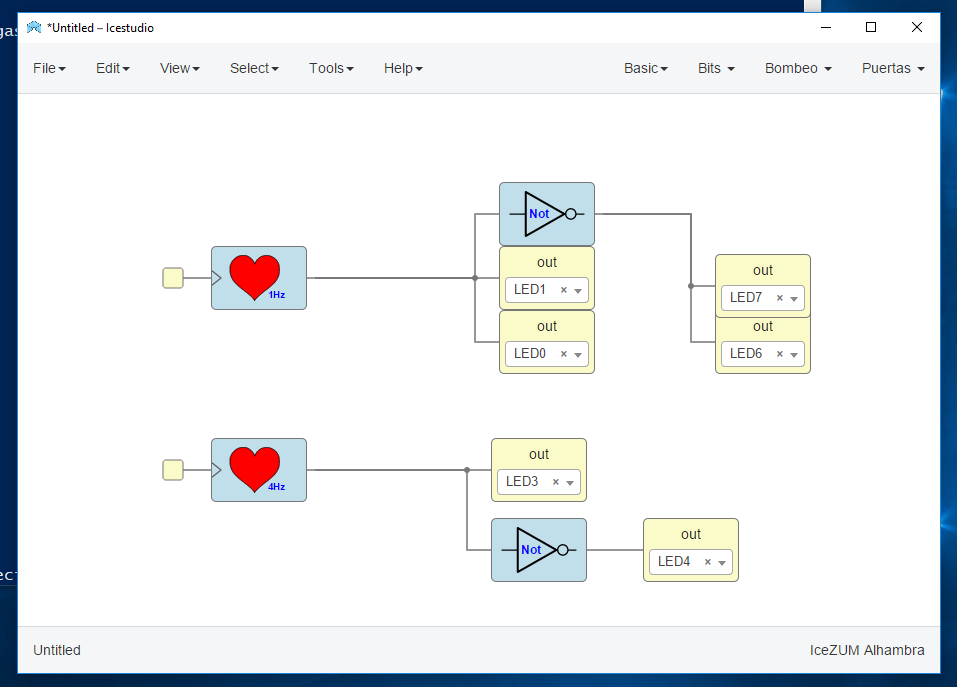 *Untitled – Icestudio
File Edit View Select Tools Help Basic Bits Bombeo Puertas
Not
out
LED1 ×
1Hz
out
LED7 ×
out
LED0 ×
out
LED6 ×
4Hz
out
LED3 ×
Not
out
LED4 ×
Untitled IceZUM Alhambra